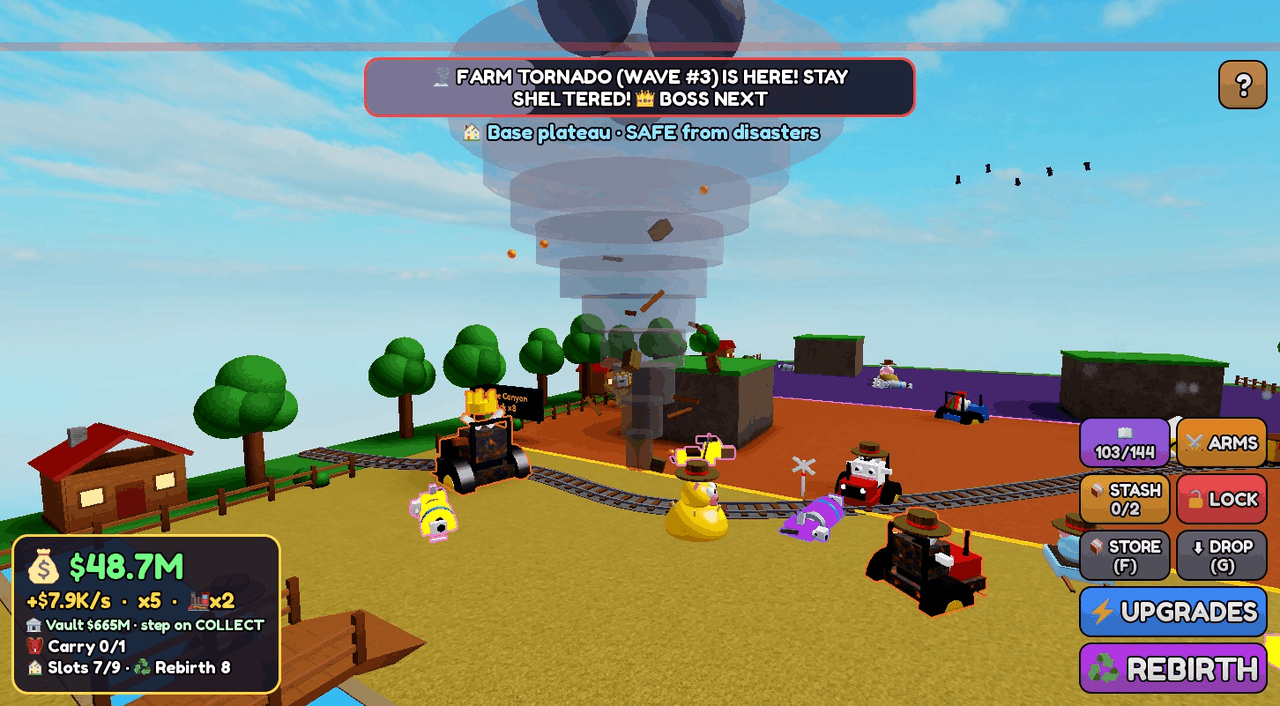 FARM TORNADO (WAVE #3) IS HERE! STAY
SHELTERED! BOSS NEXT
?
Base plateau · SAFE from disasters
Canyon
x3
103/144
ARMS
STASH
0/2
LOCK
STORE
(F)
DROP
(G)
UPGRADES
REBIRTH
$48.7M
+$7.9K/s · x5 · x2
Vault $665M · step on COLLECT
Carry 0/1
Slots 7/9 · Rebirth 8